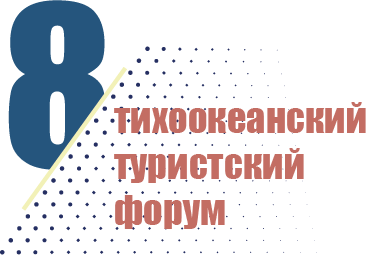 8
тихоокеанский
туристский
форум